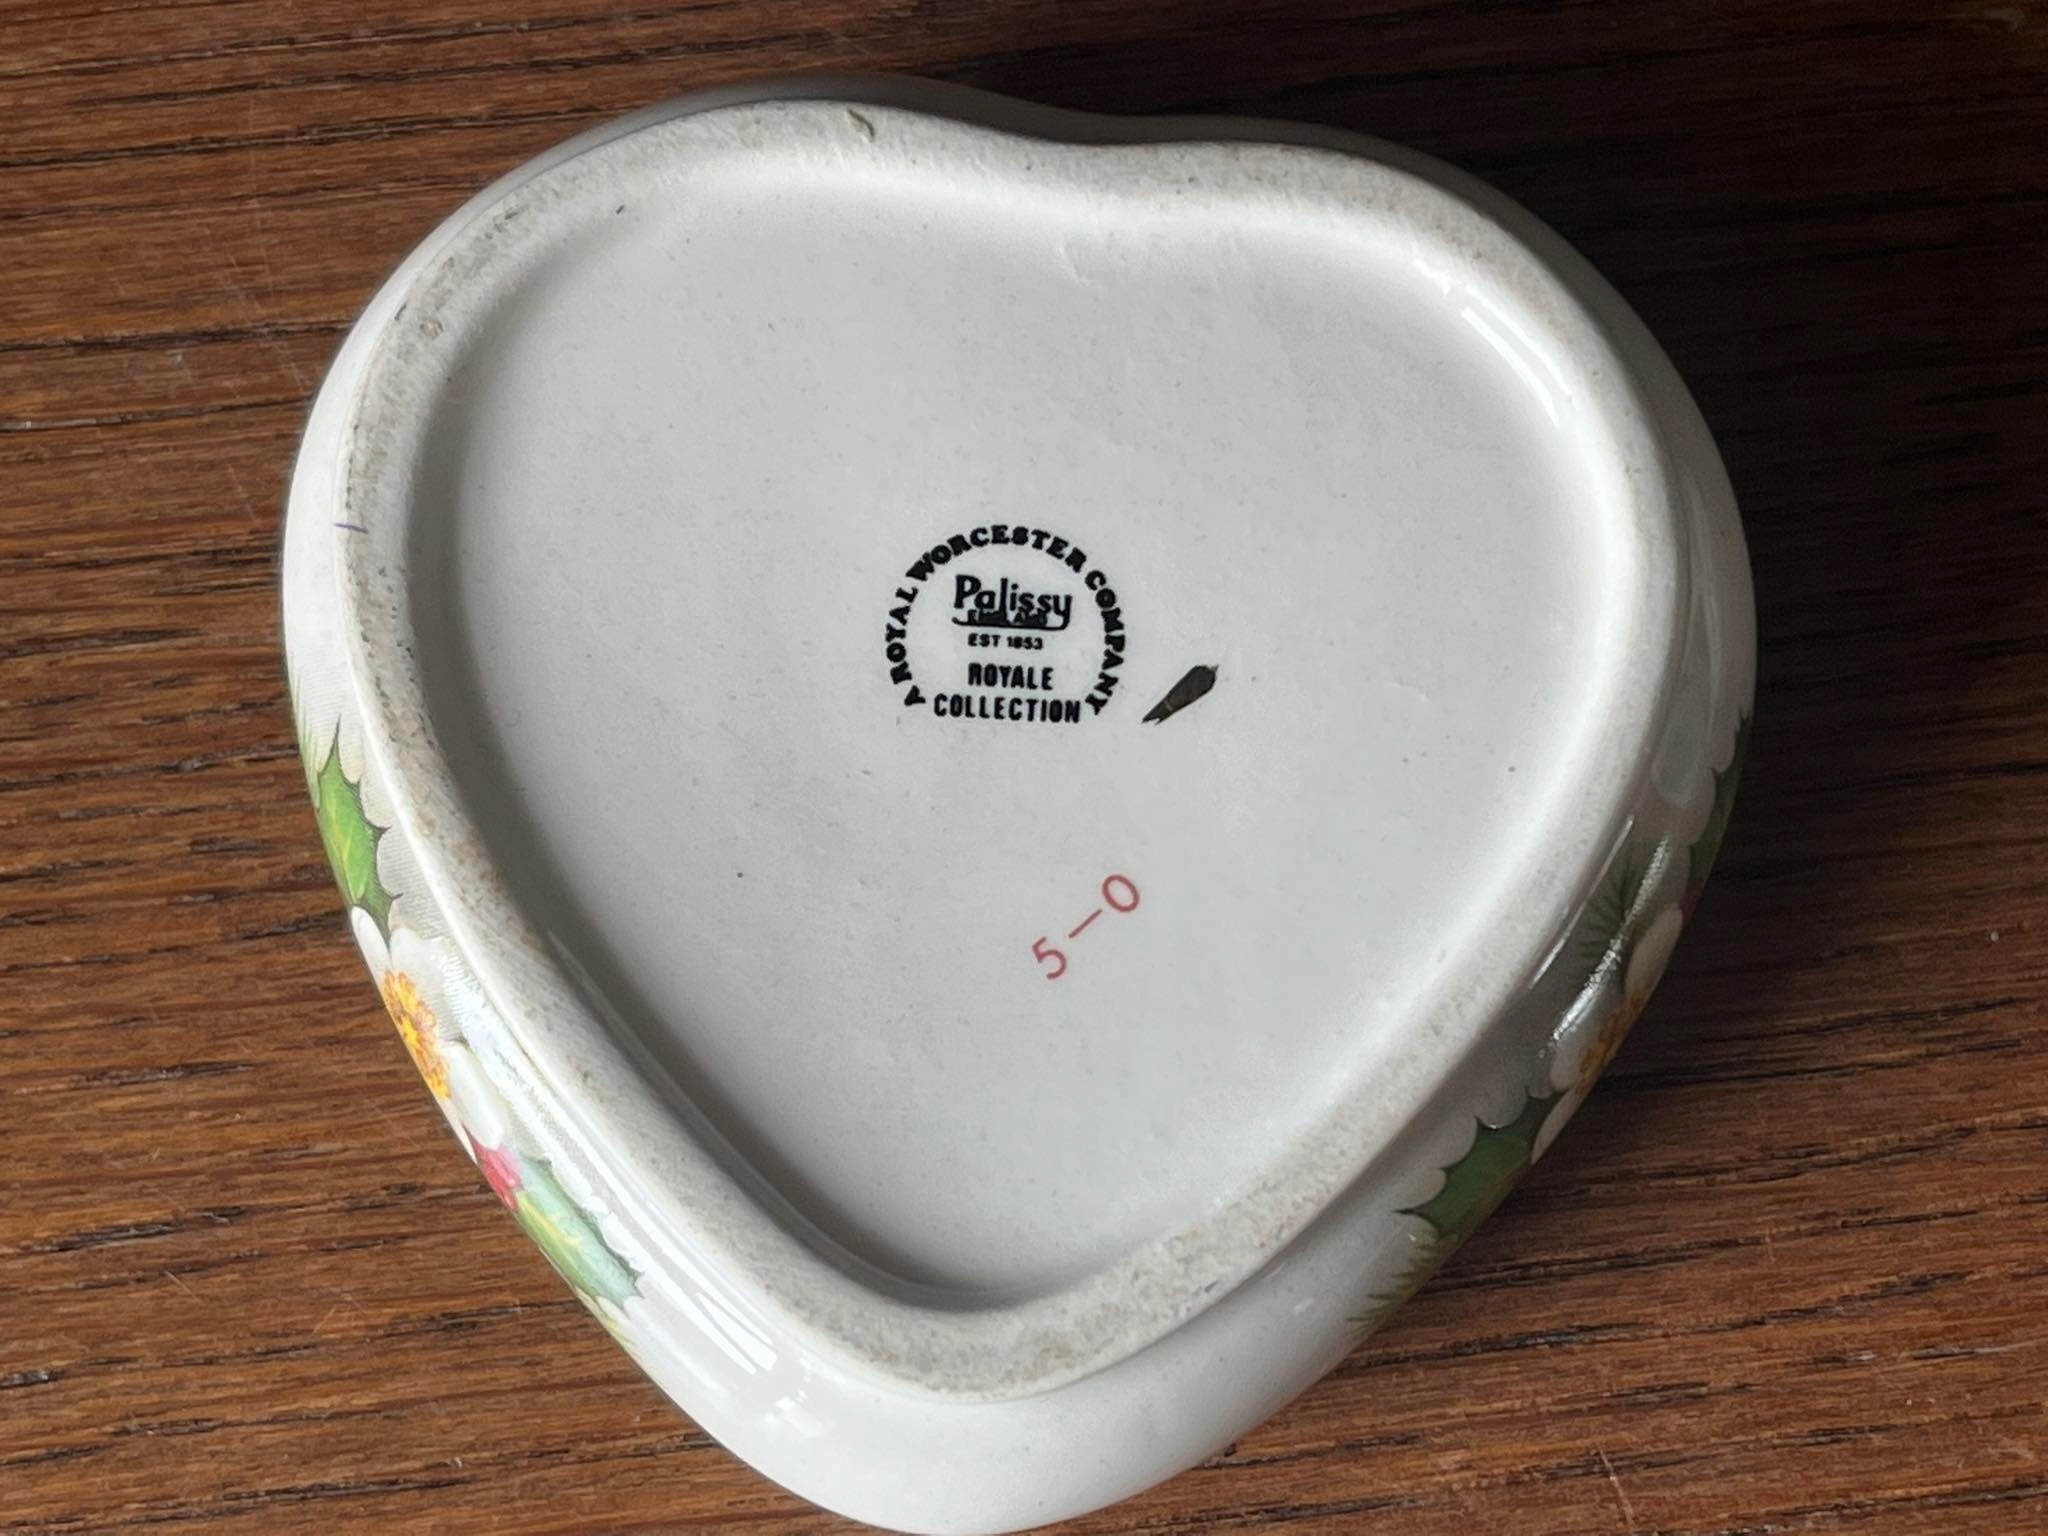 A ROYAL WORCESTER COMPANY
Palissy
ENGLAND
EST 1853
ROYALE
COLLECTION
5-0